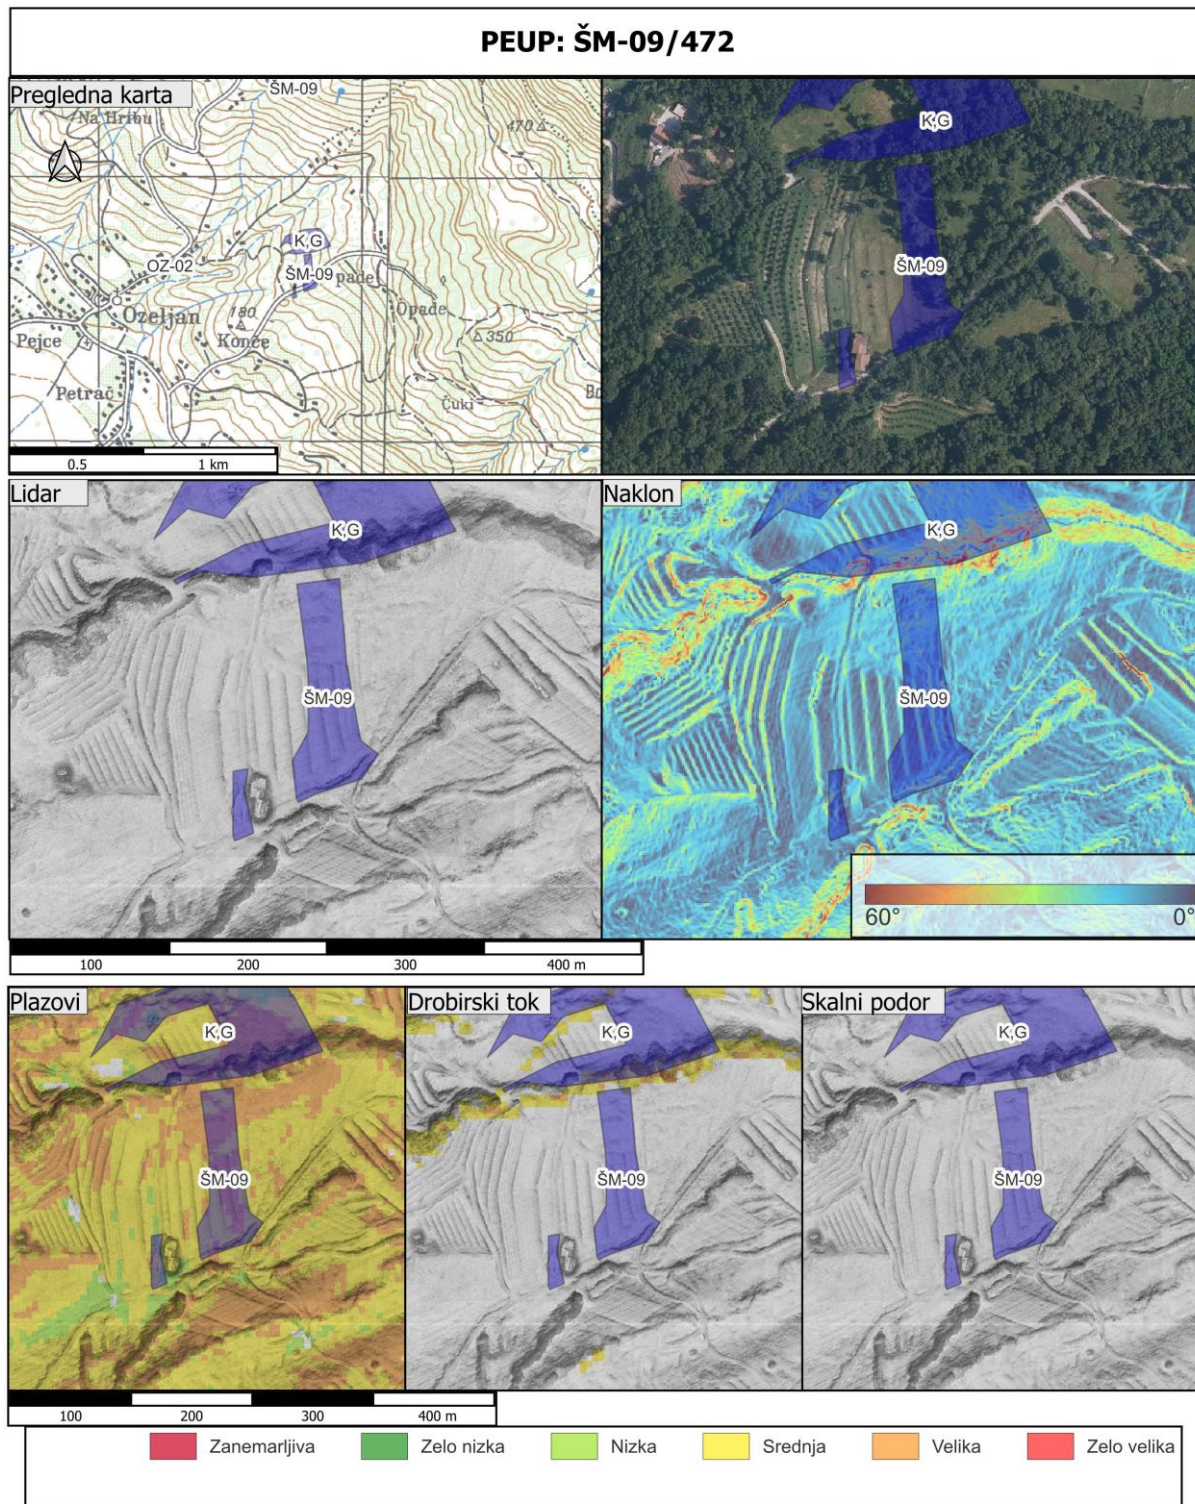 PEUP: ŠM-09/472
Pregledna karta
ŠM-09
Na Hribu
470
K,G
OZ-02
ŠM-09
Ozeljan
180
Opade
350
Pejce
Konče
Petrač
Čuki
0.5 1 km
K,G
ŠM-09
Lidar
K,G
ŠM-09
Naklon
K,G
ŠM-09
60° 0°
100 200 300 400 m
Plazovi
K,G
ŠM-09
Drobirski tok
K,G
ŠM-09
Skalni podor
K,G
ŠM-09
100 200 300 400 m
Zanemarljiva Zelo nizka Nizka Srednja Velika Zelo velika